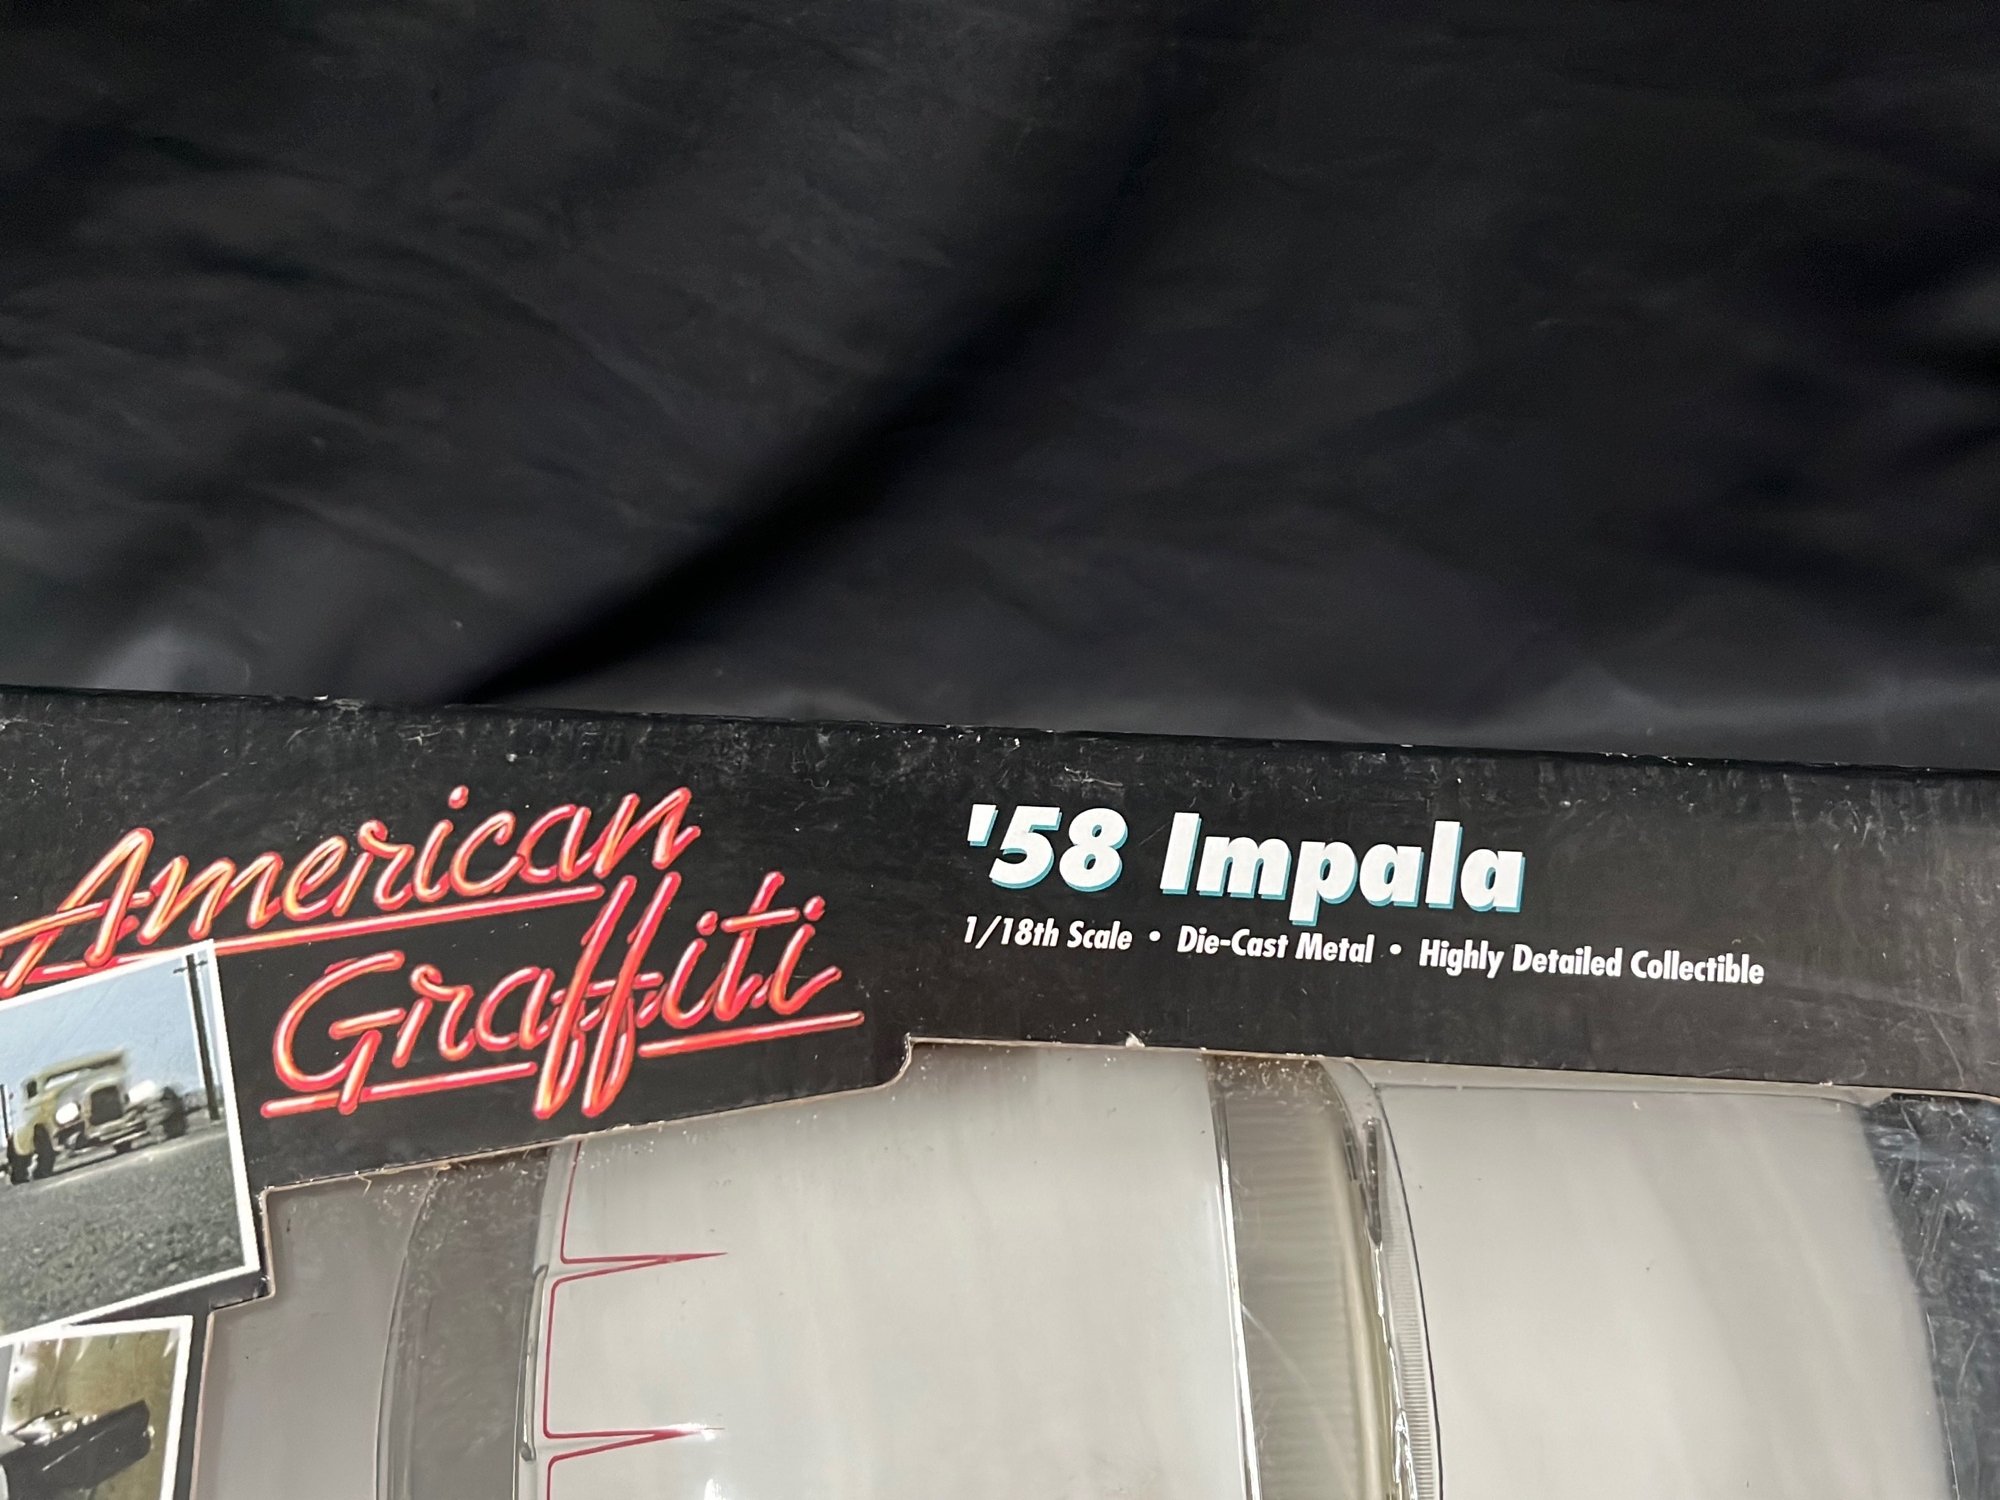 American
Graffiti
'58 Impala
1/18th Scale • Die-Cast Metal • Highly Detailed Collectible